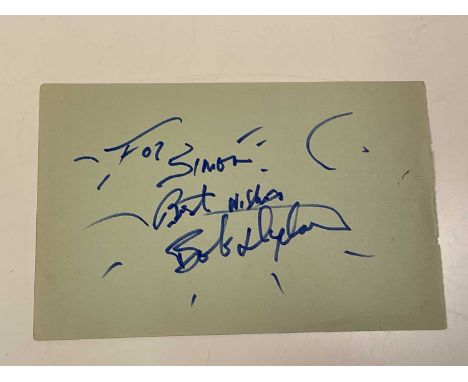 For Simon.
Best Wishes
Bob Dylan